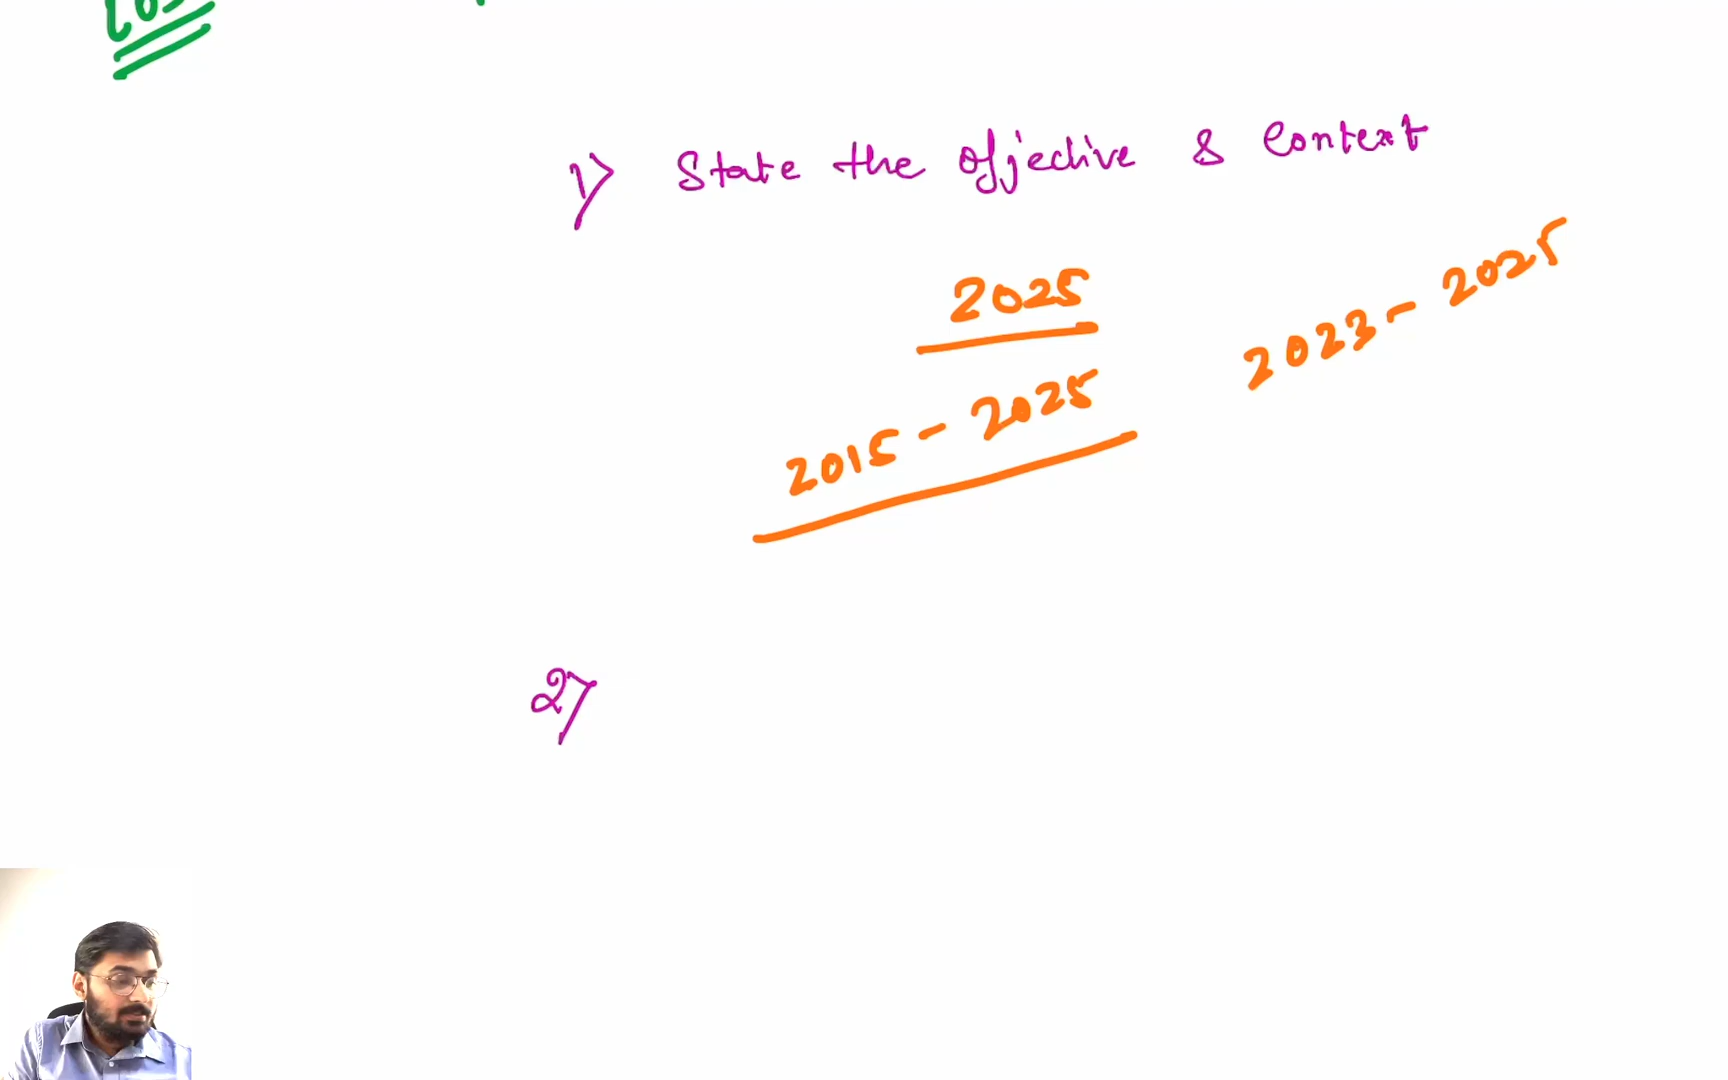 1) State the objective & Context
2025
2023 - 2025
2015 - 2025
2)